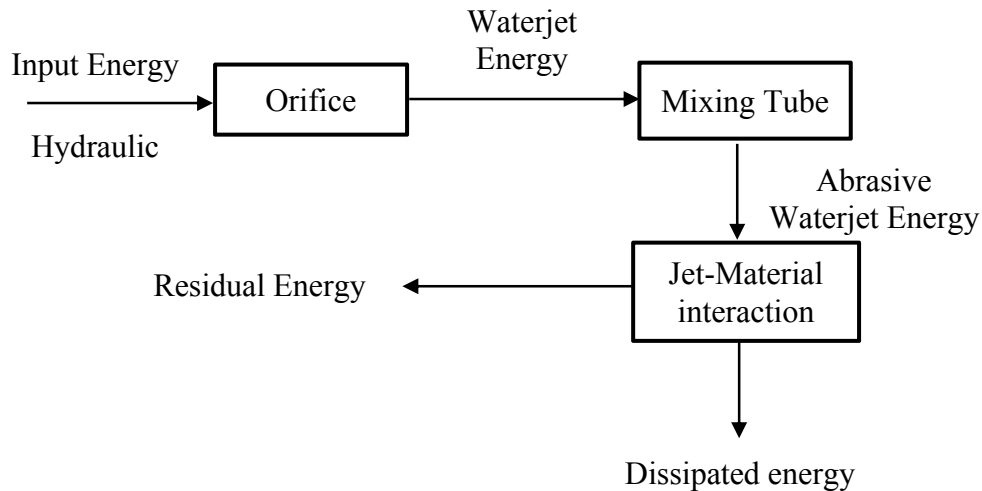 Input Energy
Hydraulic
Orifice
Waterjet
Energy
Mixing Tube
Abrasive
Waterjet Energy
Jet-Material
interaction
Residual Energy
Dissipated energy